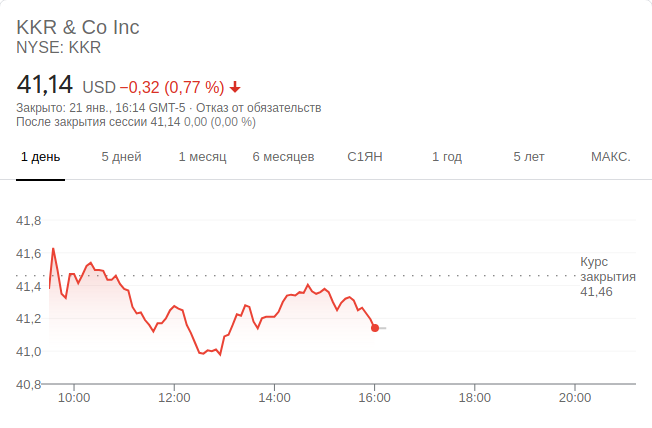 KKR & Co Inc
NYSE: KKR
41,14 USD −0,32 (0,77 %)
Закрыто: 21 янв., 16:14 GMT-5 · Отказ от обязательств
После закрытия сессии 41,14 0,00 (0,00 %)
1 день 5 дней 1 месяц 6 месяцев С1ЯН 1 год 5 лет МАКС.
41,8
41,6
Курс
закрытия
41,46
41,4
41,2
41,0
40,8
10:00 12:00 14:00 16:00 18:00 20:00